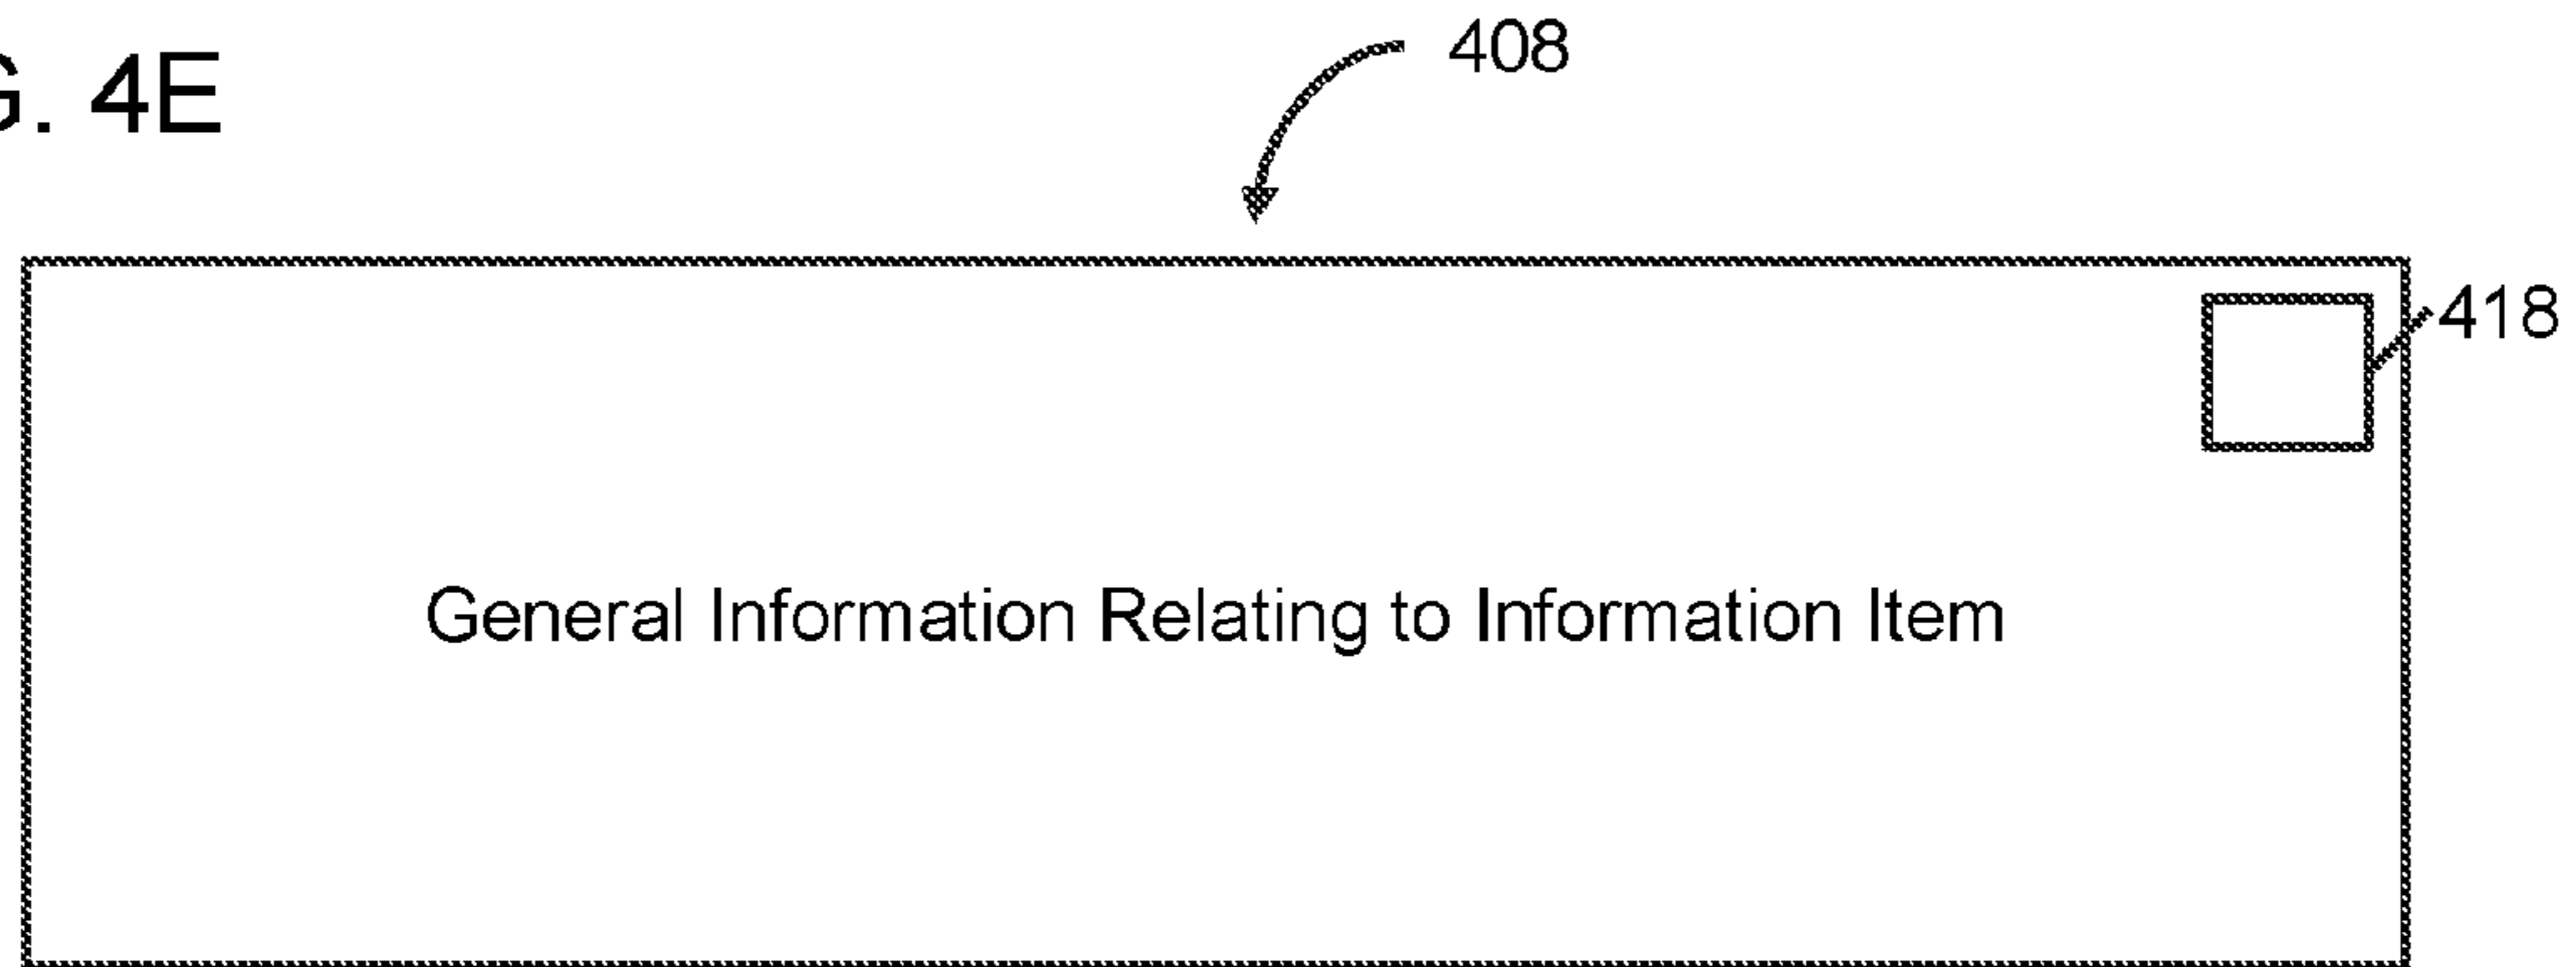 G. 4E
408
418
General Information Relating to Information Item